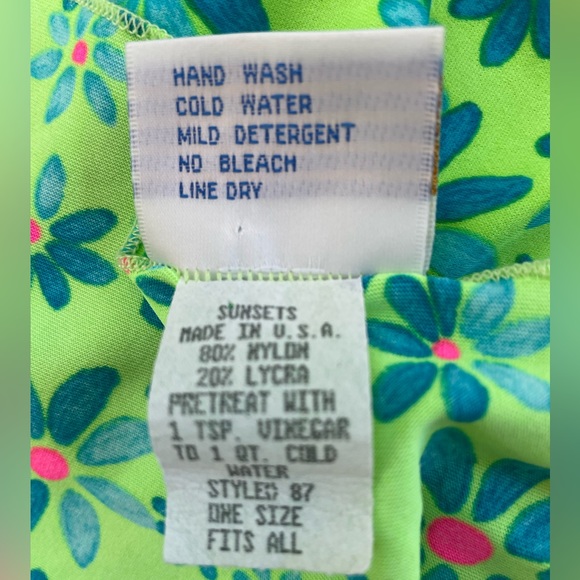 HAND WASH
COLD WATER
MILD DETERGENT
NO BLEACH
LINE DRY
SUNSETS
MADE IN U.S.A.
80% NYLON
20% LYCRA
PRETREAT WITH
1 TSP. VINEGAR
TO 1 QT. COLD
WATER
STYLE# 87
ONE SIZE
FITS ALL